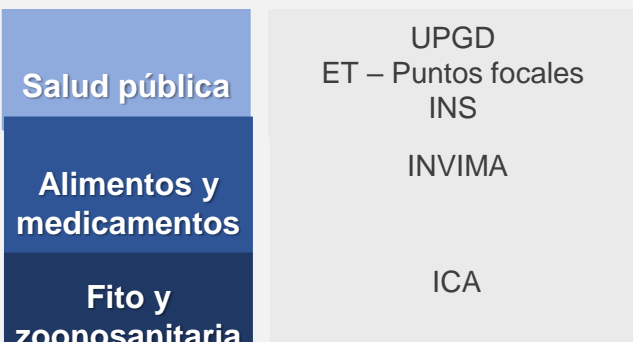 Salud pública
UPGD
ET – Puntos focales
INS
Alimentos y
medicamentos
INVIMA
Fito y
zoonosanitaria
ICA